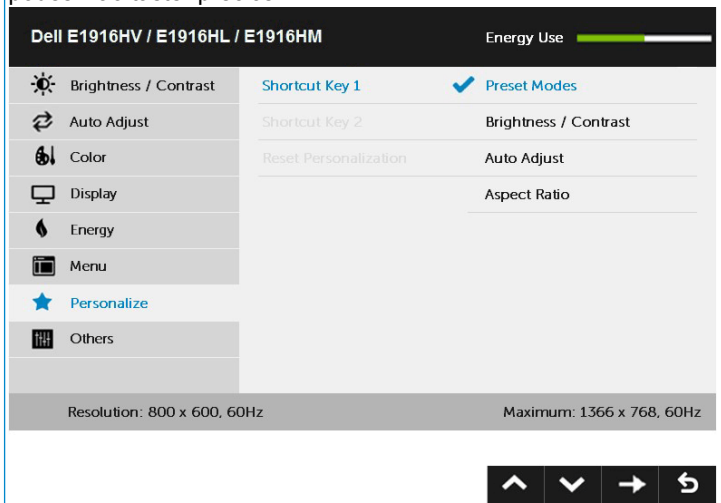 Dell E1916HV / E1916HL / E1916HM
Energy Use
Brightness / Contrast
Auto Adjust
Color
Display
Energy
Menu
Personalize
Others
Shortcut Key 1
Shortcut Key 2
Reset Personalization
Preset Modes
Brightness / Contrast
Auto Adjust
Aspect Ratio
Resolution: 800 x 600, 60Hz
Maximum: 1366 x 768, 60Hz